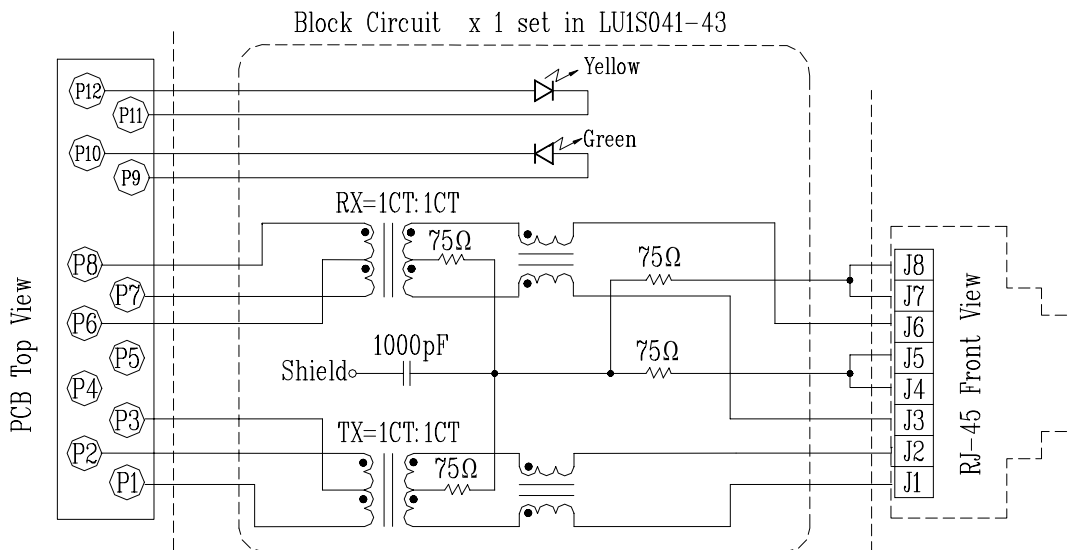 Block Circuit x 1 set in LU1S041-43
Yellow
P12
P11
Green
P10
P9
RX=1CT:1CT
75Ω
75Ω
P8
P7
P6
P5
P4
P3
P2
P1
PCB Top View
1000pF
Shield
75Ω
TX=1CT:1CT
75Ω
J8
J7
J6
J5
J4
J3
J2
J1
RJ-45 Front View